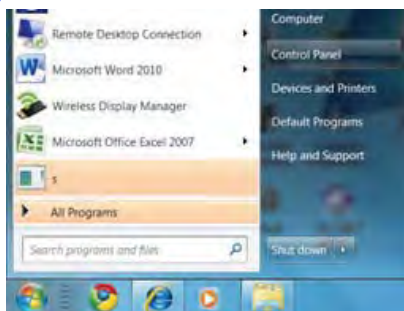 Remote Desktop Connection
Microsoft Word 2010
Wireless Display Manager
Microsoft Office Excel 2007
s
All Programs
Search programs and files
Computer
Control Panel
Devices and Printers
Default Programs
Help and Support
Shut down